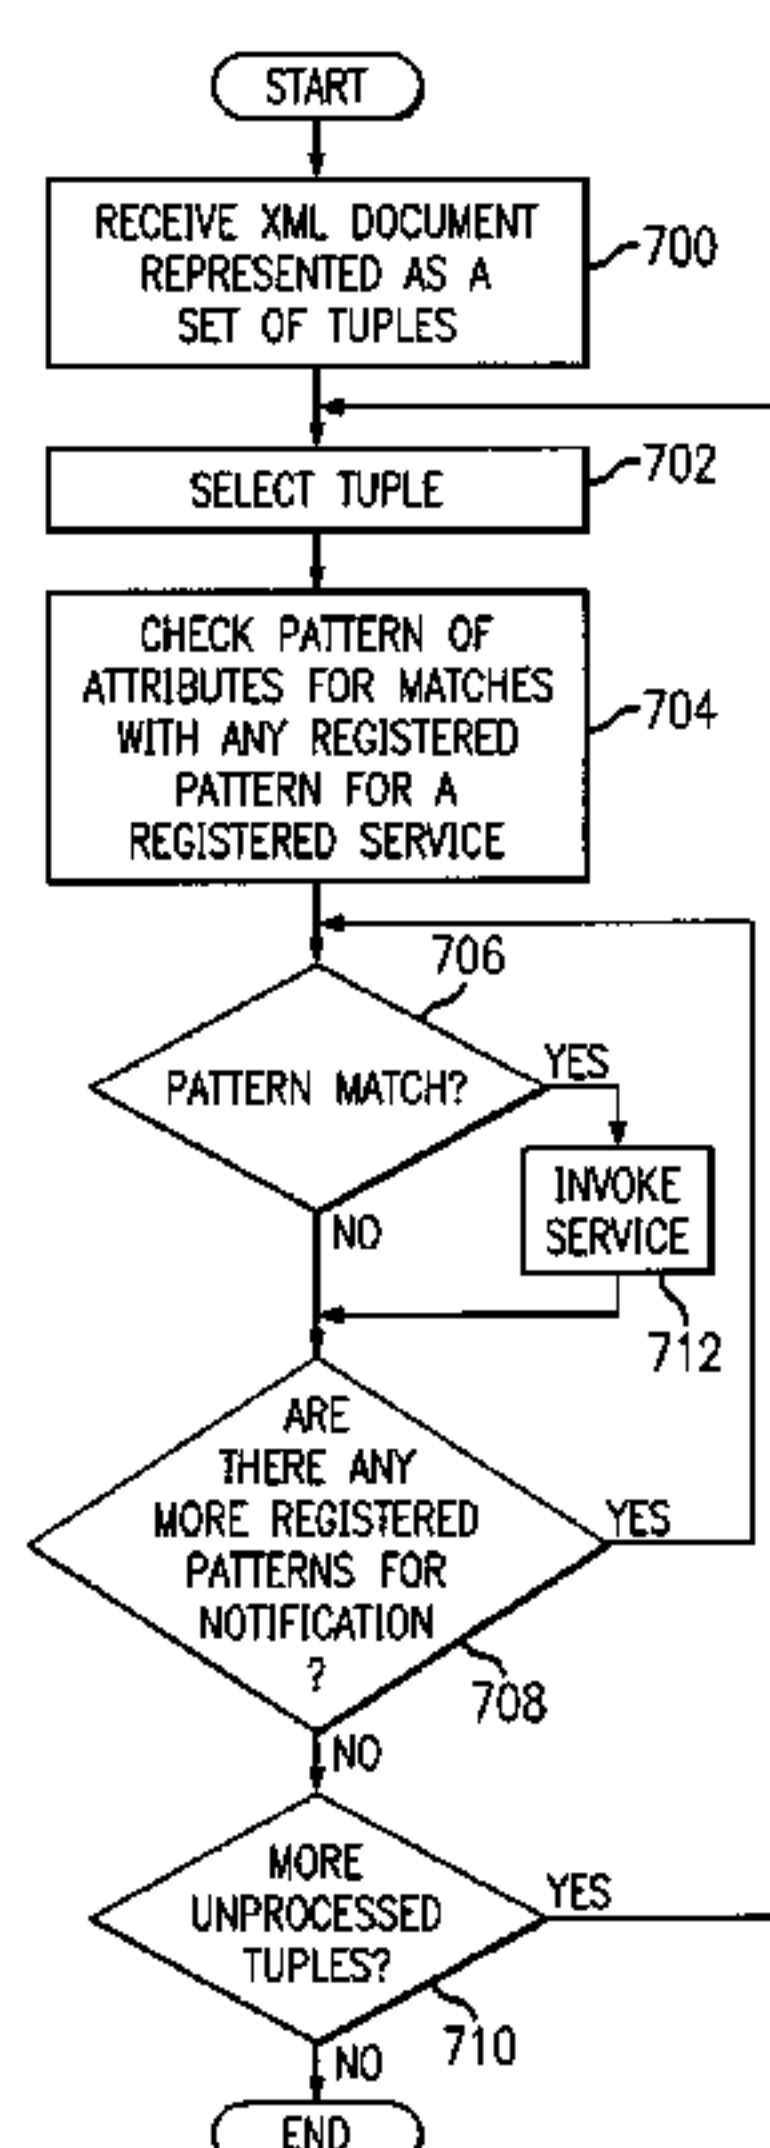 START
RECEIVE XML DOCUMENT
REPRESENTED AS A
SET OF TUPLES
700
SELECT TUPLE
702
CHECK PATTERN OF
ATTRIBUTES FOR MATCHES
WITH ANY REGISTERED
PATTERN FOR A
REGISTERED SERVICE
704
706
PATTERN MATCH?
YES
INVOKE
SERVICE
NO
712
ARE
THERE ANY
MORE REGISTERED
PATTERNS FOR
NOTIFICATION
?
YES
708
NO
MORE
UNPROCESSED
TUPLES?
YES
710
NO
END